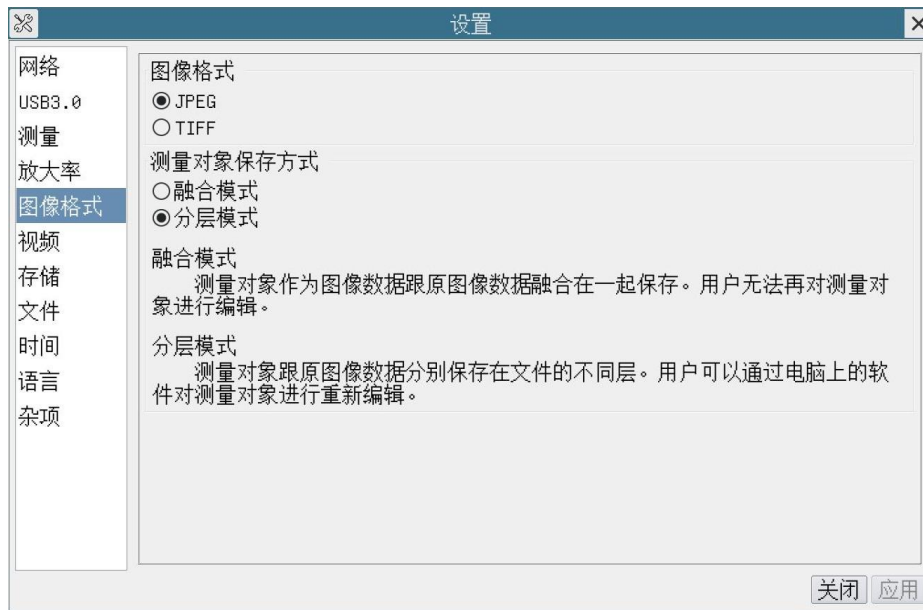 设置
网络
USB3.0
测量
放大率
图像格式
视频
存储
文件
时间
语言
杂项
图像格式
JPEG
TIFF
测量对象保存方式
融合模式
分层模式
融合模式
测量对象作为图像数据跟原图像数据融合在一起保存。用户无法再对测量对
象进行编辑。
分层模式
测量对象跟原图像数据分别保存在文件的不同层。用户可以通过电脑上的软
件对测量对象进行重新编辑。
关闭
应用